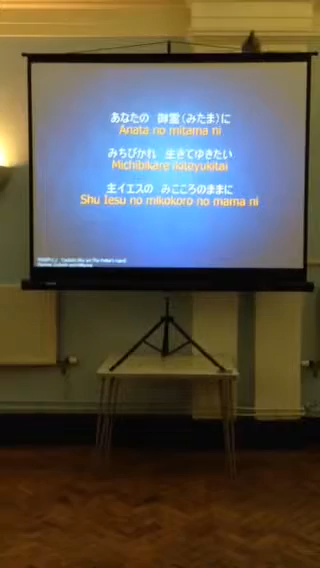 あなたの 御霊(みたま)に
Anata no mitama ni
みちびかれ 生きてゆきたい
Michibikare ikiteyukitai
主イエスの みこころのままに
Shu Iesu no mikokoro no mama ni